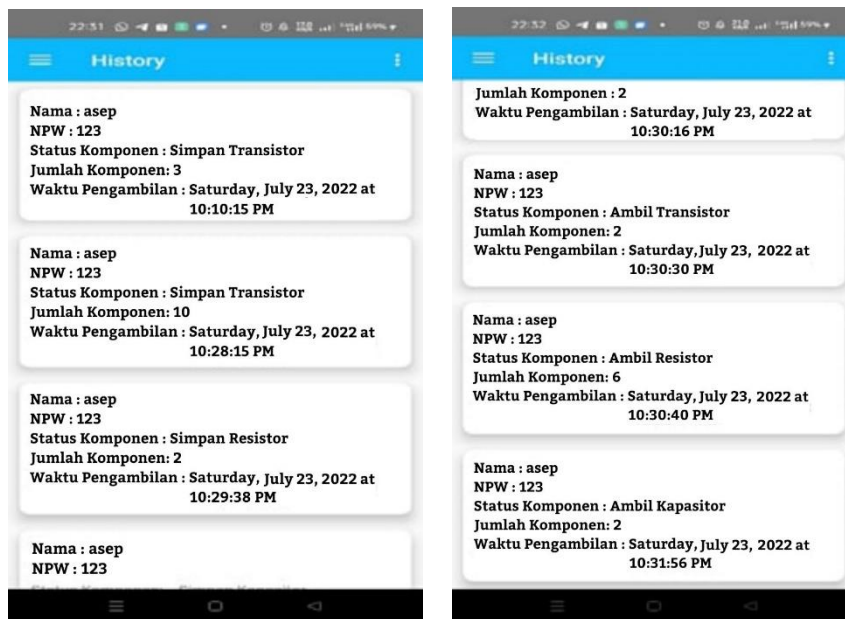 22:31
59%
History
Nama : asep
NPW : 123
Status Komponen : Simpan Transistor
Jumlah Komponen: 3
Waktu Pengambilan : Saturday, July 23, 2022 at
10:10:15 PM
Nama : asep
NPW : 123
Status Komponen : Simpan Transistor
Jumlah Komponen: 10
Waktu Pengambilan : Saturday, July 23, 2022 at
10:28:15 PM
Nama : asep
NPW : 123
Status Komponen : Simpan Resistor
Jumlah Komponen: 2
Waktu Pengambilan : Saturday, July 23, 2022 at
10:29:38 PM
Nama : asep
NPW : 123
22:32
59%
History
Jumlah Komponen : 2
Waktu Pengambilan : Saturday, July 23, 2022 at
10:30:16 PM
Nama : asep
NPW : 123
Status Komponen : Ambil Transistor
Jumlah Komponen: 2
Waktu Pengambilan : Saturday,July 23, 2022 at
10:30:30 PM
Nama : asep
NPW : 123
Status Komponen : Ambil Resistor
Jumlah Komponen: 6
Waktu Pengambilan : Saturday, July 23, 2022 at
10:30:40 PM
Nama : asep
NPW : 123
Status Komponen : Ambil Kapasitor
Jumlah Komponen: 2
Waktu Pengambilan : Saturday, July 23, 2022 at
10:31:56 PM